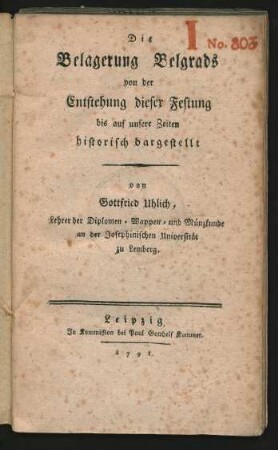 I
No. 803
Die
Belagerung Belgrads
von der
Entstehung dieser Festung
bis auf unsere Zeiten
historisch dargestellt
von
Gottfried Uhlich,
Lehrer der Diplomen- Wappen- und Münzkunde
an der Josephinischen Universität
zu Lemberg.
Leipzig,
In Kommission bei Paul Gotthelf Kummer.
1791.